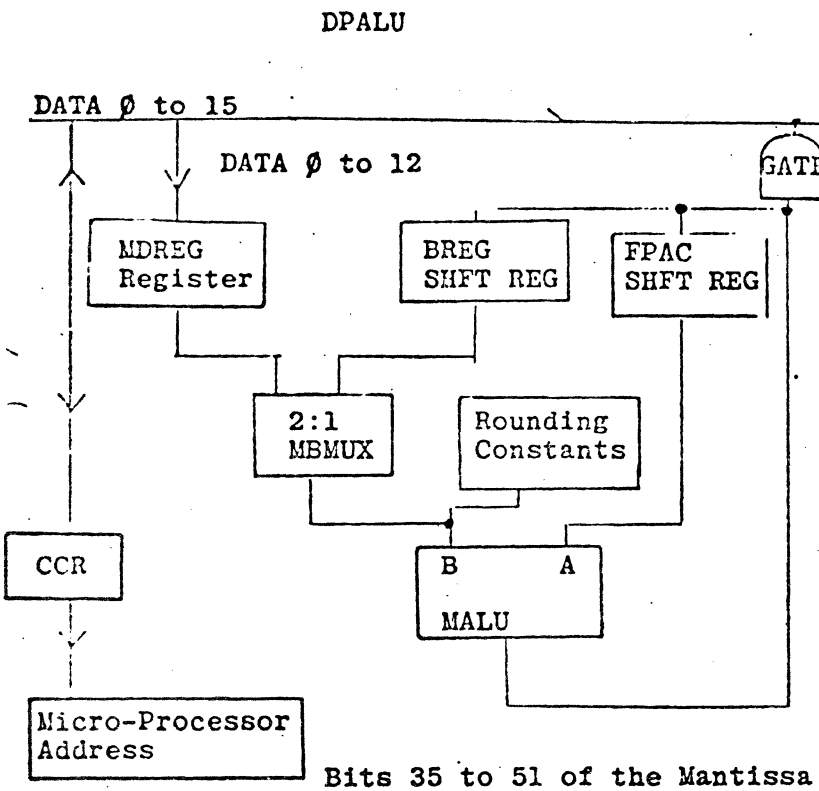 DPALU
DATA Ø to 15
DATA Ø to 12
GATE
MDREG
Register
BREG
SHFT REG
FPAC
SHFT REG
2:1
MBMUX
Rounding
Constants
CCR
B A
MALU
Micro-Processor
Address
Bits 35 to 51 of the Mantissa